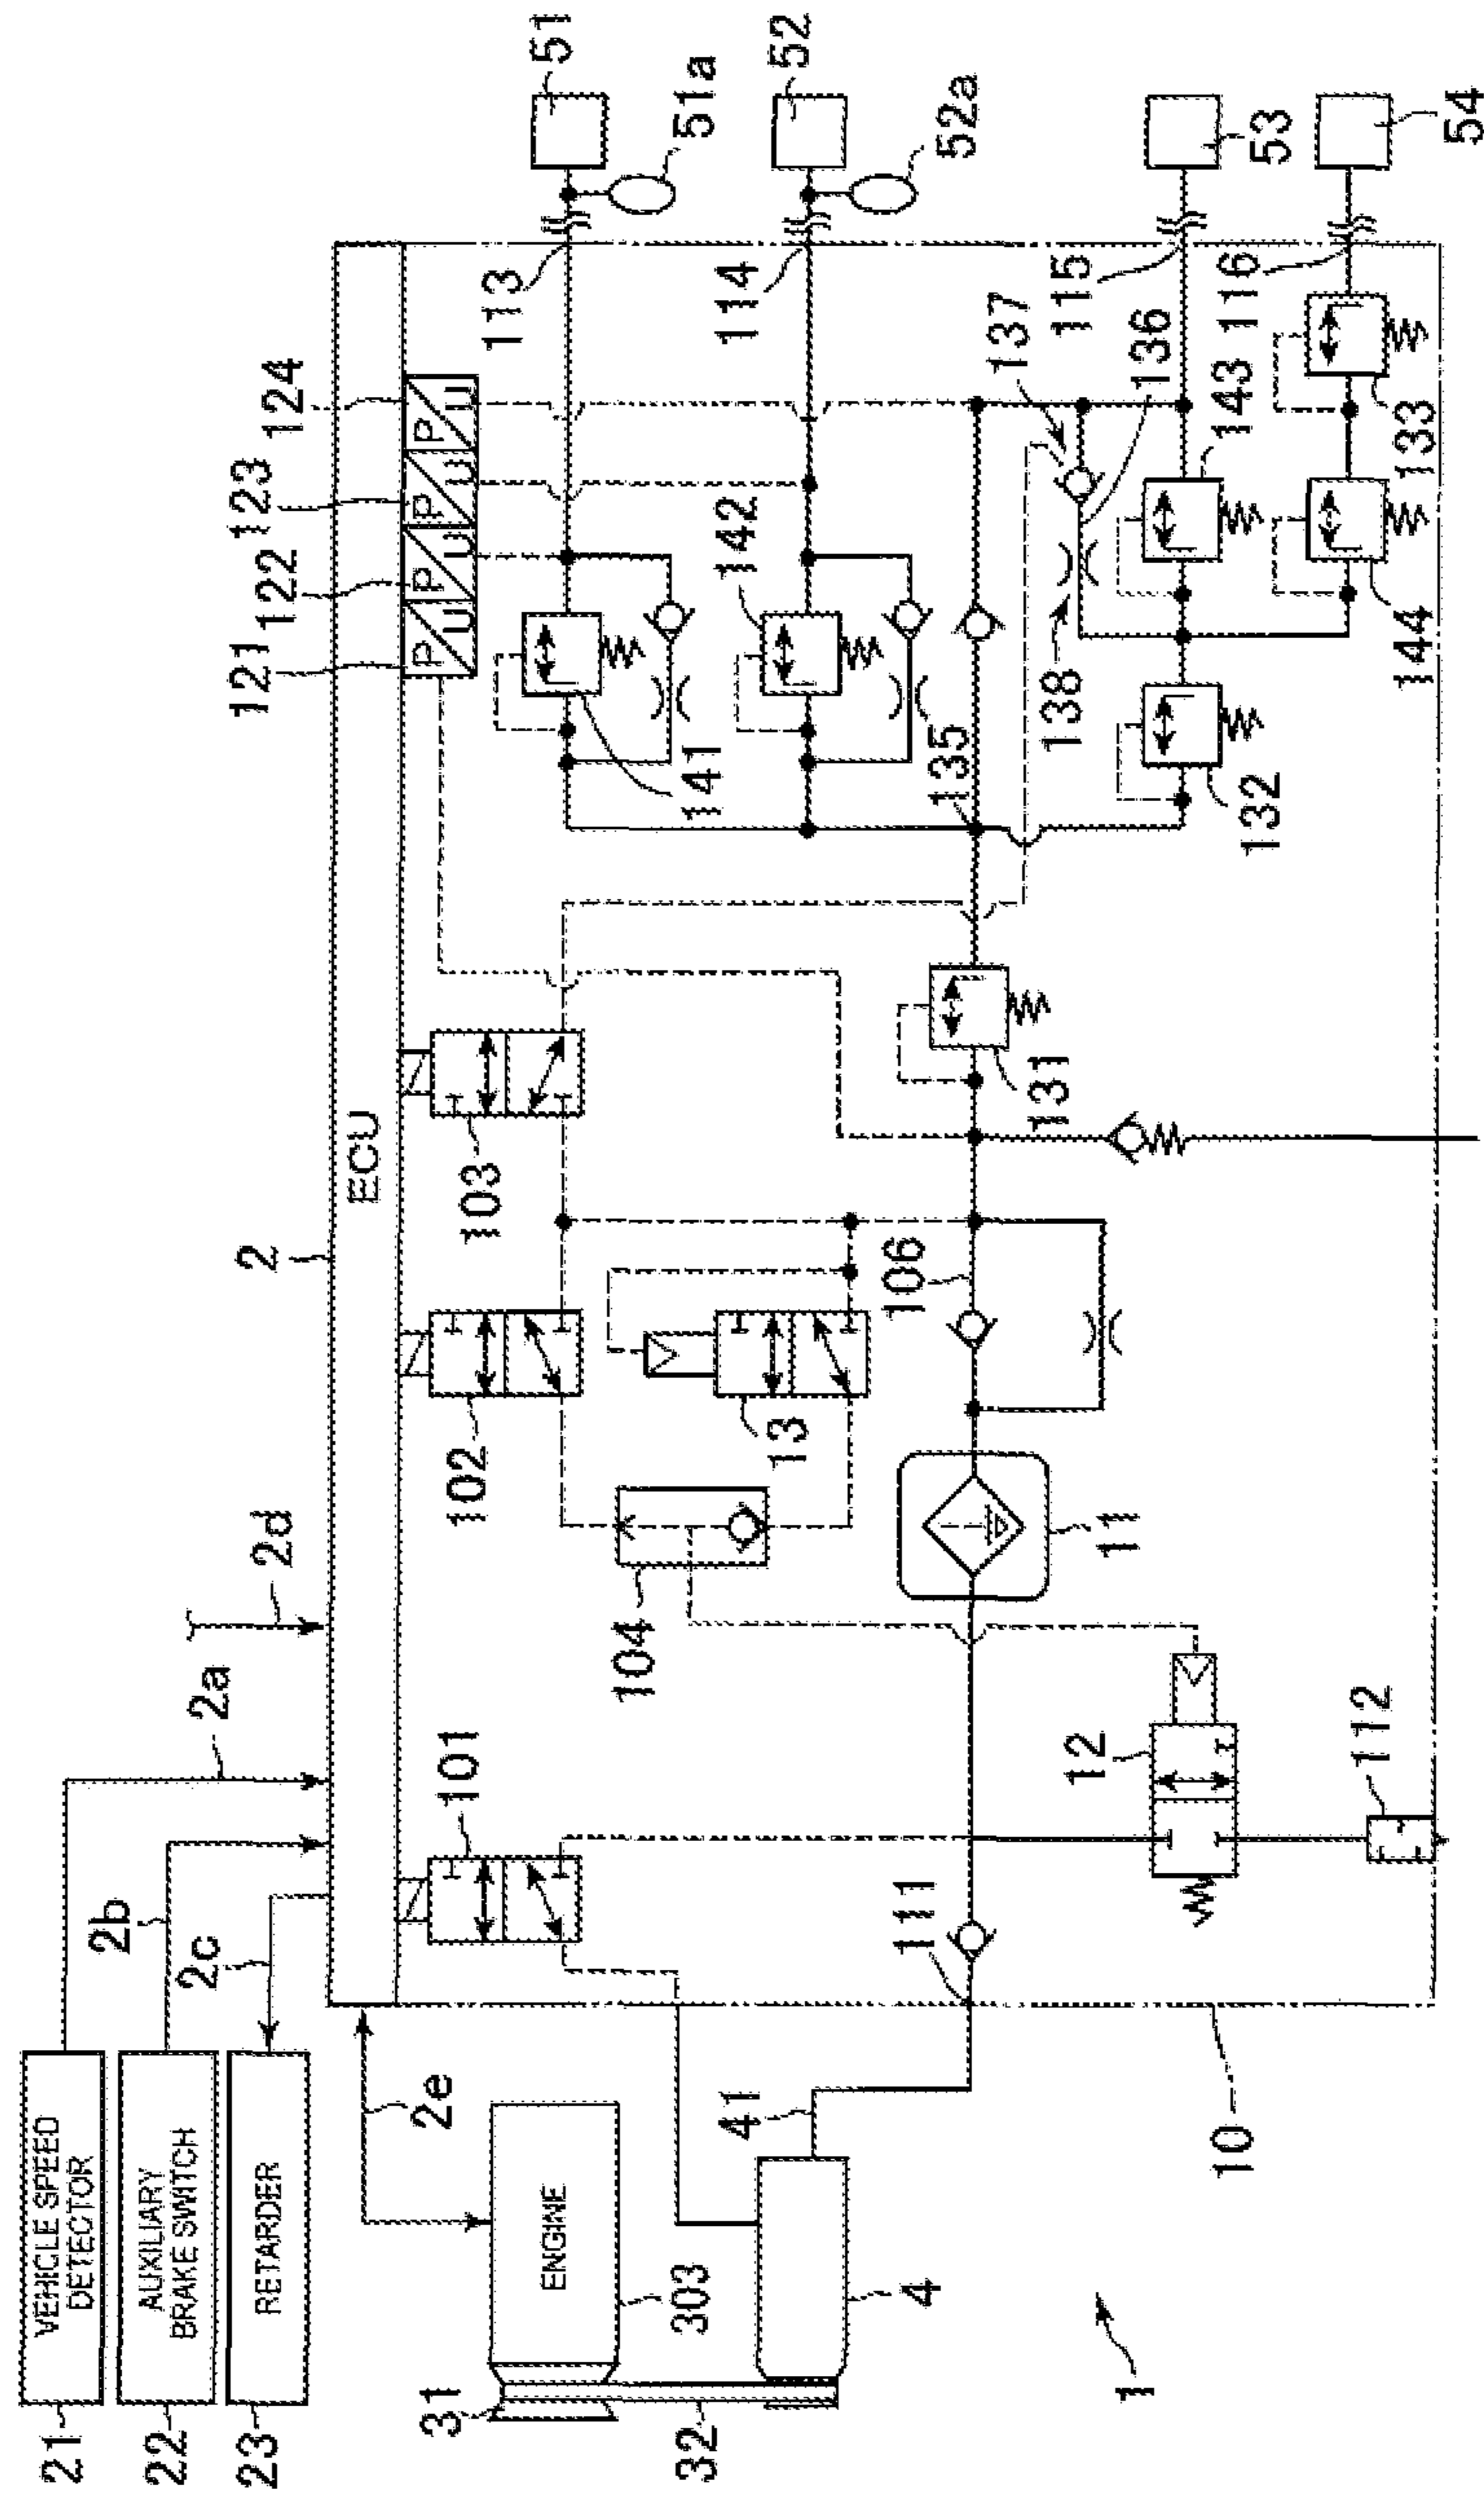 21
22
23
VEHICLE SPEED
DETECTOR
AUXILIARY
BRAKE SWITCH
RETARDER
2b
2c
2a
2d
2
ECU
31
32
303
ENGINE
2e
4
41
1
10
111
101
102
103
104
13
11
12
112
106
131
121
122
123
124
P
U
P
U
P
U
P
U
141
142
135
132
138
136
137
143
144
133
113
114
115
116
51
51a
52
52a
53
54